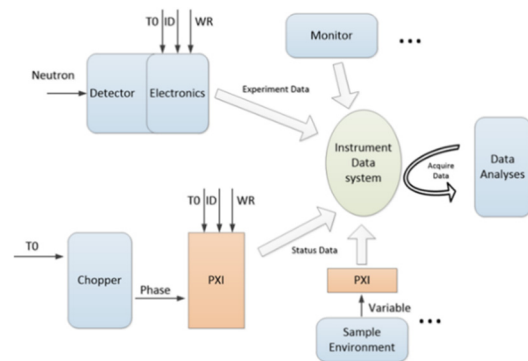 T0 ID WR
Monitor
...
Neutron
Detector
Electronics
Experiment Data
Instrument
Data
system
Acquire
Data
Data
Analyses
T0 ID WR
T0
Chopper
Phase
PXI
Status Data
PXI
Variable
...
Sample
Environment